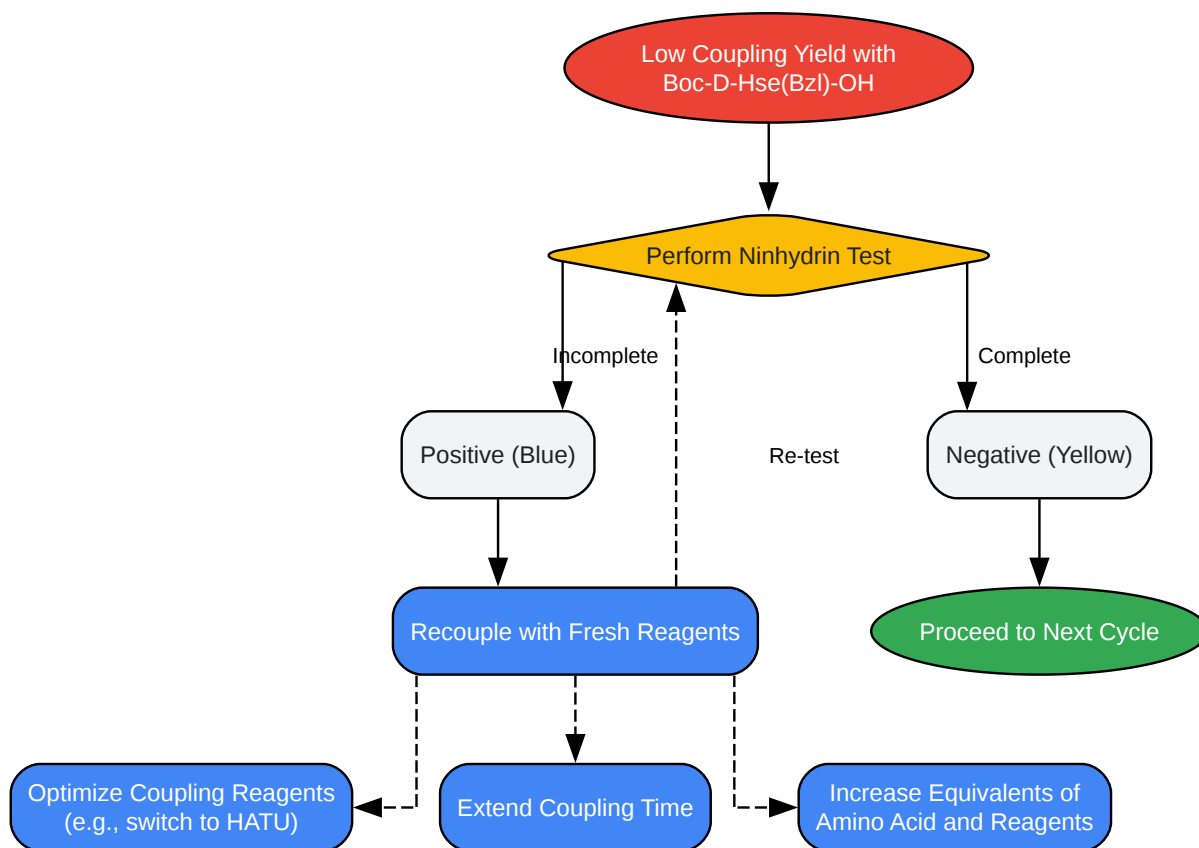 Low Coupling Yield with
Boc-D-Hse(Bzl)-OH
Perform Ninhydrin Test
Incomplete
Complete
Positive (Blue)
Re-test
Negative (Yellow)
Recouple with Fresh Reagents
Proceed to Next Cycle
Optimize Coupling Reagents
(e.g., switch to HATU)
Extend Coupling Time
Increase Equivalents of
Amino Acid and Reagents